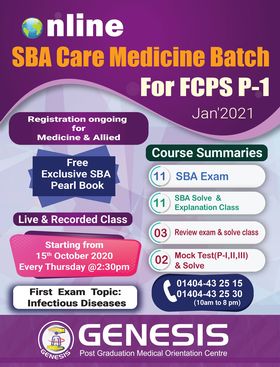 Online
SBA Care Medicine Batch
For FCPS P-1
Jan'2021
Registration ongoing
for
Medicine & Allied
Free
Exclusive SBA
Pearl Book
Live & Recorded Class
Starting from
15th October 2020
Every Thursday @2:30pm
First Exam Topic:
Infectious Diseases
Course Summaries
11 SBA Exam
11 SBA Solve &
Explanation Class
03 Review exam & solve class
02 Mock Test(P-I,II,III)
& Solve
01404-43 25 15
01404-43 25 30
(10am to 8 pm)
GENESIS
GENESIS
Post Graduation Medical Orientation Centre